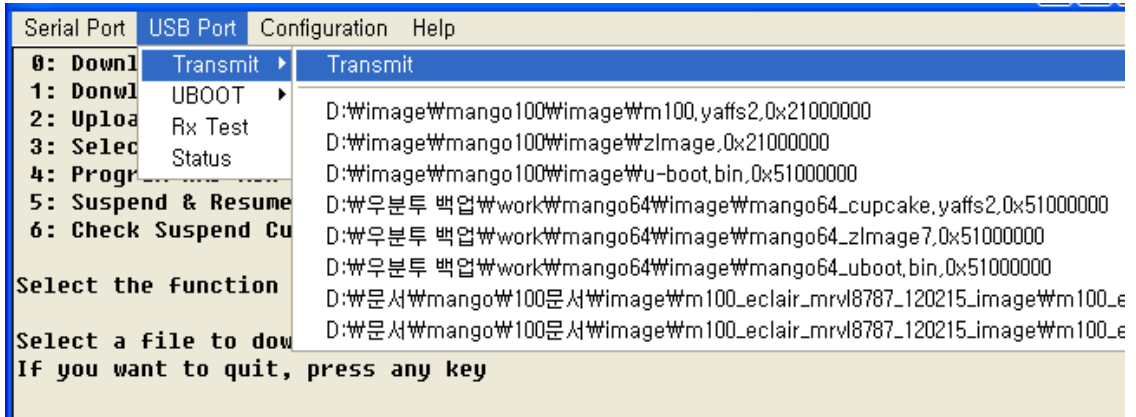 Serial Port USB Port Configuration Help
0: Downl
1: Donwl
2: Uploa
3: Selec
4: Progr
5: Suspend & Resume
6: Check Suspend Cu
Select the function
Select a file to dow
If you want to quit, press any key
Transmit
UBOOT
Rx Test
Status
Transmit
D:₩image₩mango100₩image₩m100,yaffs2,0x21000000
D:₩image₩mango100₩image₩zImage,0x21000000
D:₩image₩mango100₩image₩u-boot,bin,0x51000000
D:₩우분투 백업₩work₩mango64₩image₩mango64_cupcake,yaffs2,0x51000000
D:₩우분투 백업₩work₩mango64₩image₩mango64_zImage7,0x51000000
D:₩우분투 백업₩work₩mango64₩image₩mango64_uboot,bin,0x51000000
D:₩문서₩mango₩100문서₩image₩m100_eclair_mrvl8787_120215_image₩m100_e
D:₩문서₩mango₩100문서₩image₩m100_eclair_mrvl8787_120215_image₩m100_e